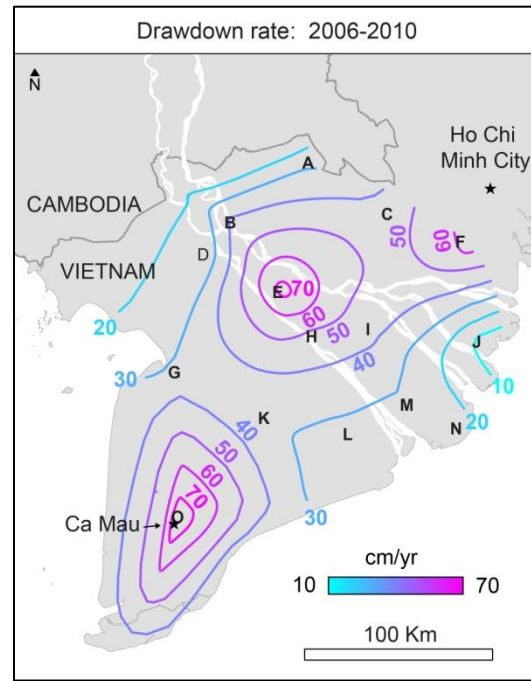 Drawdown rate: 2006-2010
N
Ho Chi
Minh City
A
CAMBODIA
B
C
50
60
F
D
VIETNAM
E
70
60
50
20
H
I
40
J
30
G
10
40
K
M
20
N
50
L
60
70
O
30
Ca Mau
cm/yr
10
70
100 Km